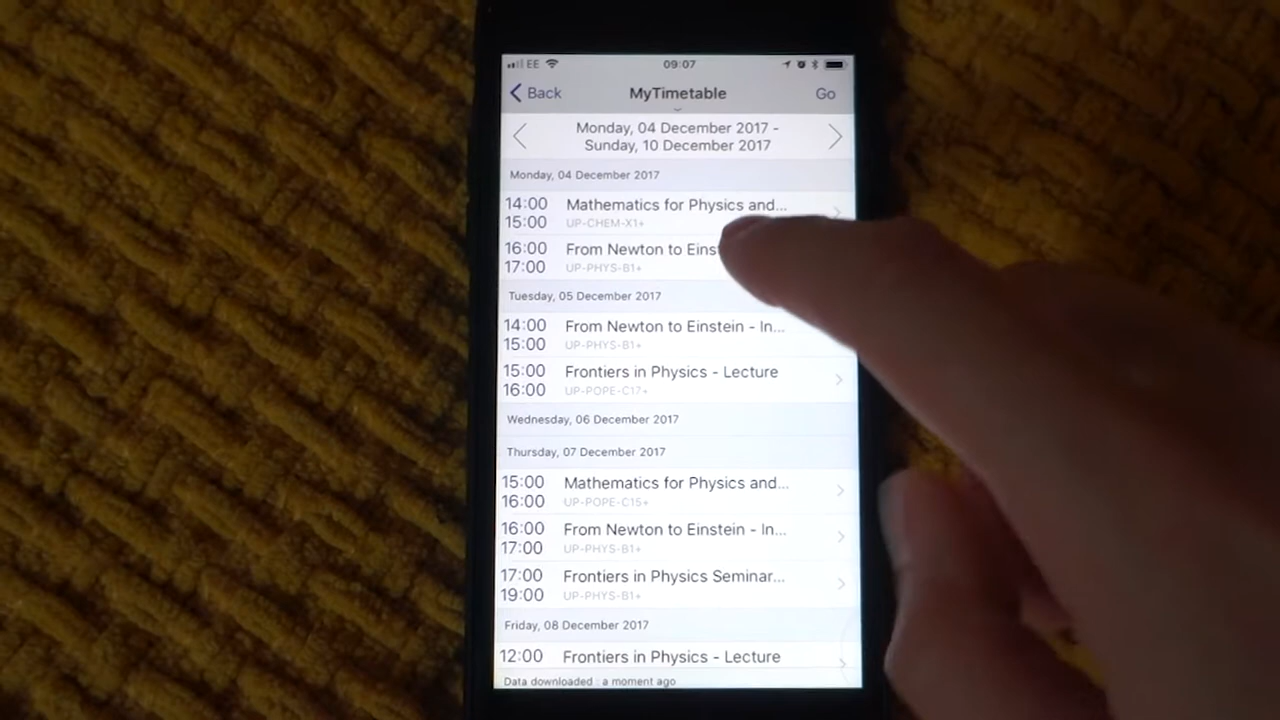 EE 09:07
Back MyTimetable Go
Monday, 04 December 2017 -
Sunday, 10 December 2017
Monday, 04 December 2017
14:00 Mathematics for Physics and...
15:00 UP-CHEM-X1+
16:00 From Newton to Einst
17:00 UP-PHYS-B1+
Tuesday, 05 December 2017
14:00 From Newton to Einstein - In...
15:00 UP-PHYS-B1+
15:00 Frontiers in Physics - Lecture
16:00 UP-POPE-C17+
Wednesday, 06 December 2017
Thursday, 07 December 2017
15:00 Mathematics for Physics and...
16:00 UP-POPE-C15+
16:00 From Newton to Einstein - In...
17:00 UP-PHYS-B1+
17:00 Frontiers in Physics Seminar...
19:00 UP-PHYS-B1+
Friday, 08 December 2017
12:00 Frontiers in Physics - Lecture
Data downloaded : a moment ago